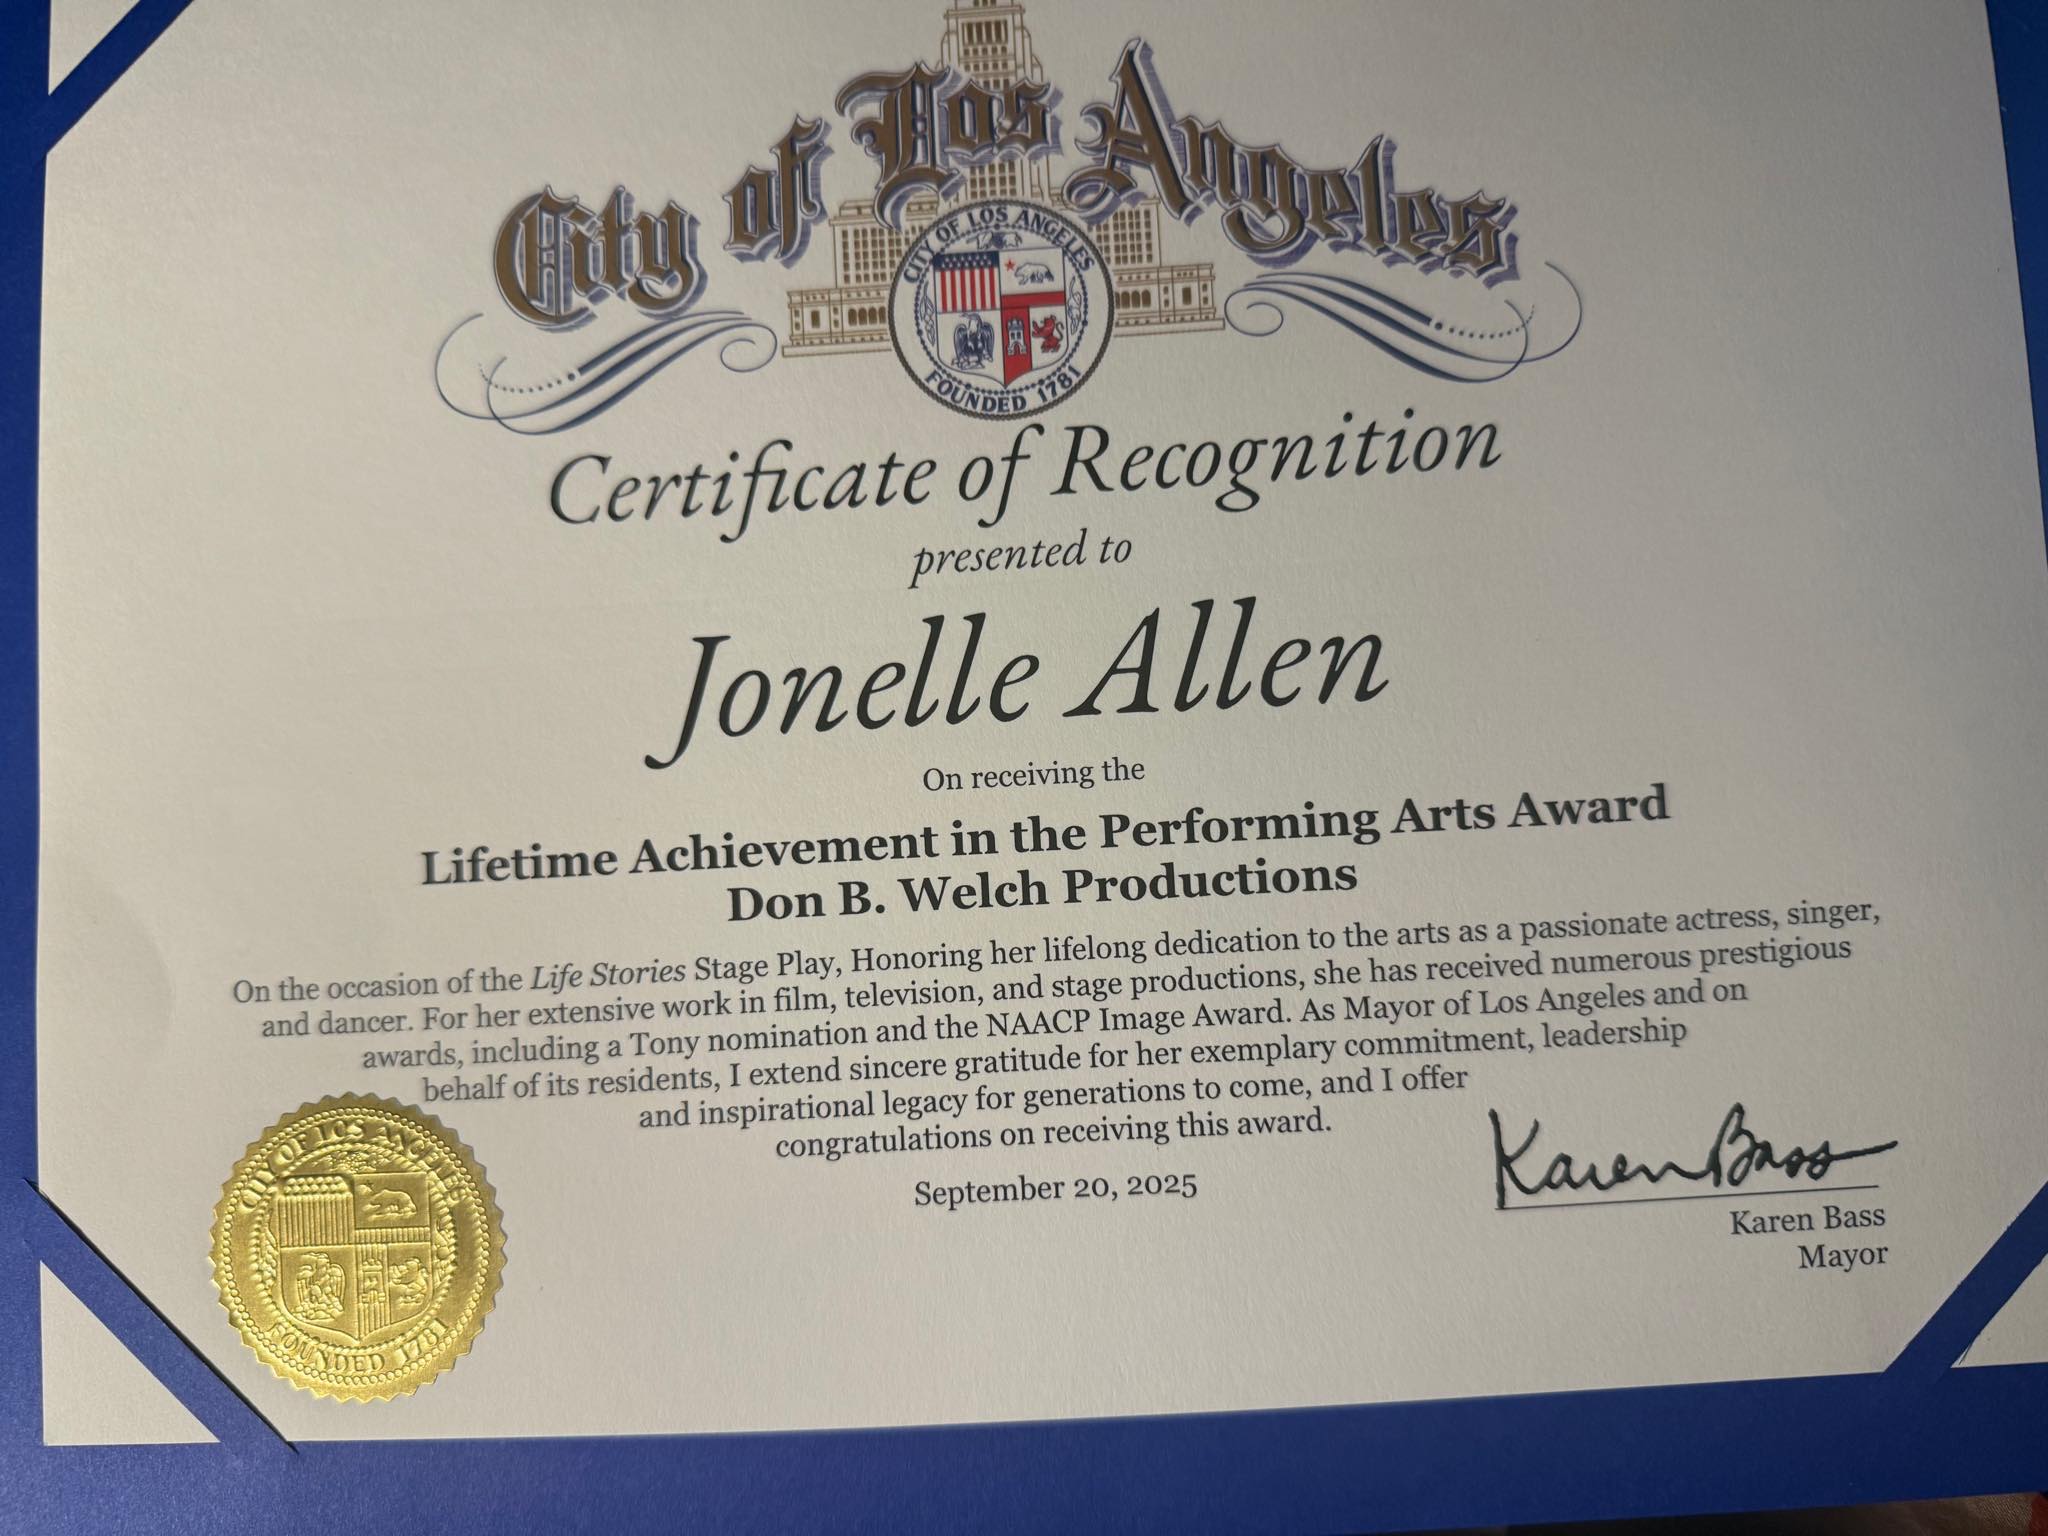 City of Los Angeles
CITY OF LOS ANGELES
FOUNDED 1781
Certificate of Recognition
presented to
Jonelle Allen
On receiving the
Lifetime Achievement in the Performing Arts Award
Don B. Welch Productions
On the occasion of the Life Stories Stage Play, Honoring her lifelong dedication to the arts as a passionate actress, singer,
and dancer. For her extensive work in film, television, and stage productions, she has received numerous prestigious
awards, including a Tony nomination and the NAACP Image Award. As Mayor of Los Angeles and on
behalf of its residents, I extend sincere gratitude for her exemplary commitment, leadership
and inspirational legacy for generations to come, and I offer
congratulations on receiving this award.
September 20, 2025
Karen Bass
Karen Bass
Mayor
CITY OF LOS ANGELES
FOUNDED 1781